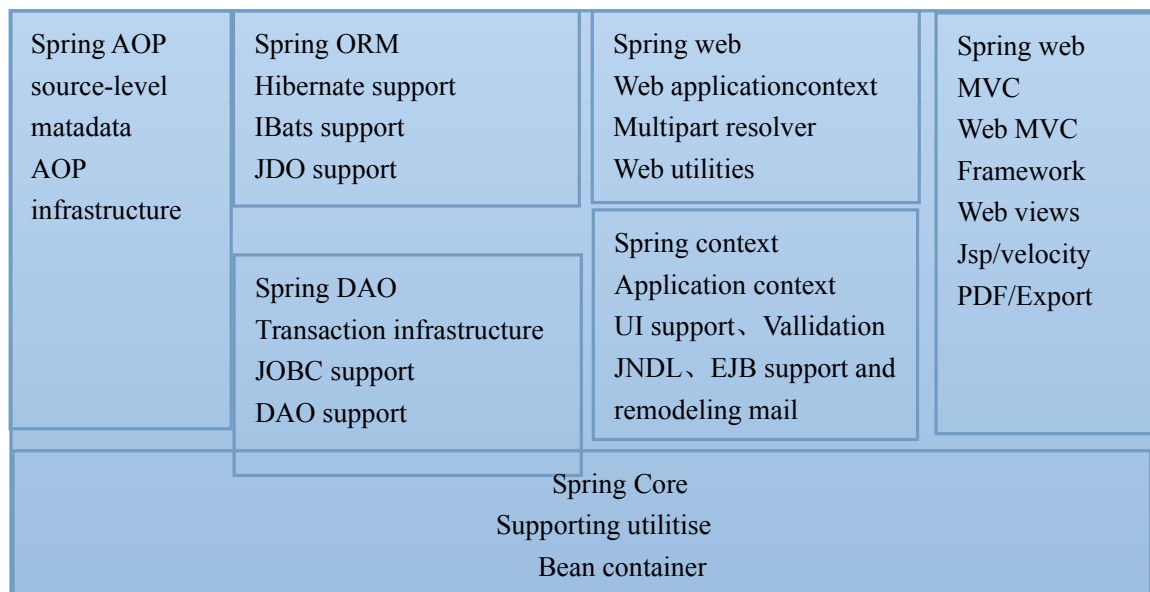 Spring AOP
source-level
matadata
AOP
infrastructure
Spring ORM
Hibernate support
IBats support
JDO support
Spring DAO
Transaction infrastructure
JOBC support
DAO support
Spring web
Web applicationcontext
Multipart resolver
Web utilities
Spring context
Application context
UI support、Vallidation
JNDL、EJB support and
remodeling mail
Spring web
MVC
Web MVC
Framework
Web views
Jsp/velocity
PDF/Export
Spring Core
Supporting utilitise
Bean container